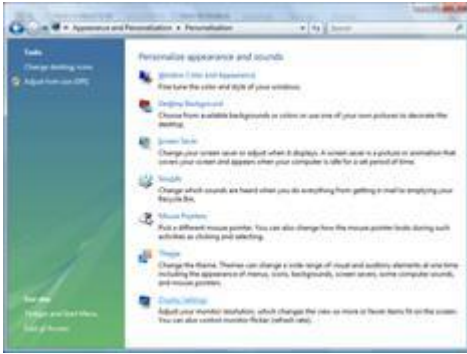 Appearance and Personalization ▸ Personalization
Search
Tasks
Change desktop icons
Adjust font size (DPI)
Personalize appearance and sounds
Window Color and Appearance
Fine tune the color and style of your windows.
Desktop Background
Choose from available backgrounds or colors or use one of your own pictures to decorate the
desktop.
Screen Saver
Change your screen saver or adjust when it displays. A screen saver is a picture or animation that
covers your screen and appears when your computer is idle for a set period of time.
Sounds
Change which sounds are heard when you do everything from getting e-mail to emptying your
Recycle Bin.
Mouse Pointers
Pick a different mouse pointer. You can also change how the mouse pointer looks during such
activities as clicking and selecting.
Theme
Change the theme. Themes can change a wide range of visual and auditory elements at one time
including the appearance of menus, icons, backgrounds, screen savers, some computer sounds,
and mouse pointers.
Display Settings
Adjust your monitor resolution, which changes the view so more or fewer items fit on the screen.
You can also control monitor flicker (refresh rate).
See also
Taskbar and Start Menu
Ease of Access